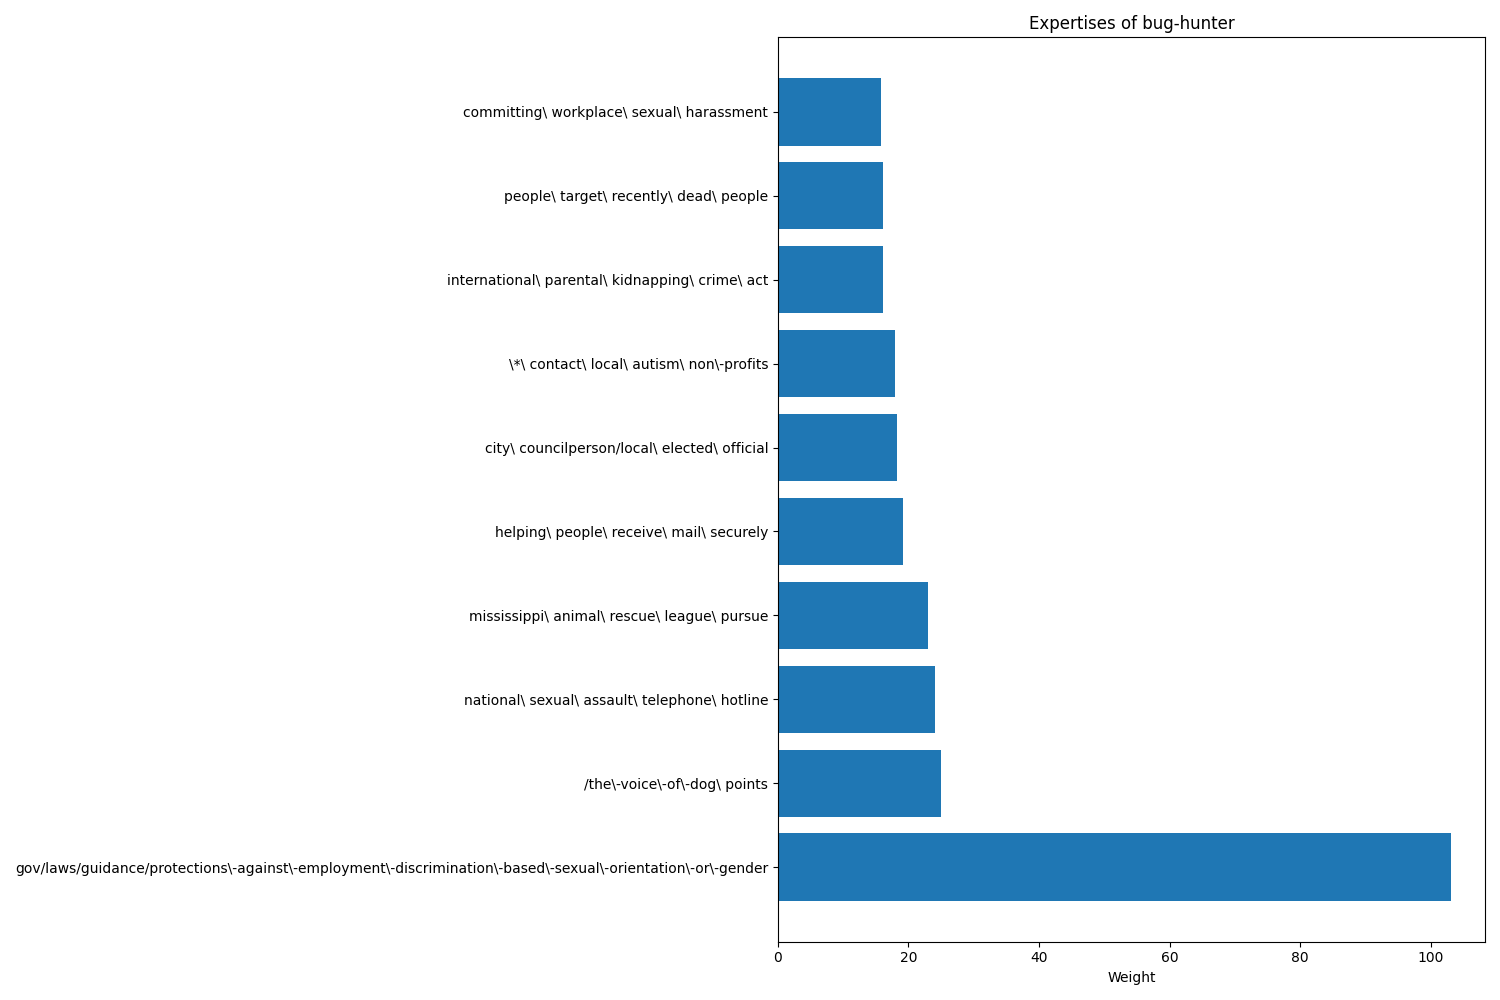 Expertises of bug-hunter
committing\ workplace\ sexual\ harassment
people\ target\ recently\ dead\ people
international\ parental\ kidnapping\ crime\ act
\*\ contact\ local\ autism\ non\-profits
city\ councilperson/local\ elected\ official
helping\ people\ receive\ mail\ securely
mississippi\ animal\ rescue\ league\ pursue
national\ sexual\ assault\ telephone\ hotline
/the\-voice\-of\-dog\ points
gov/laws/guidance/protections\-against\-employment\-discrimination\-based\-sexual\-orientation\-or\-gender
0 20 40 60 80 100
Weight